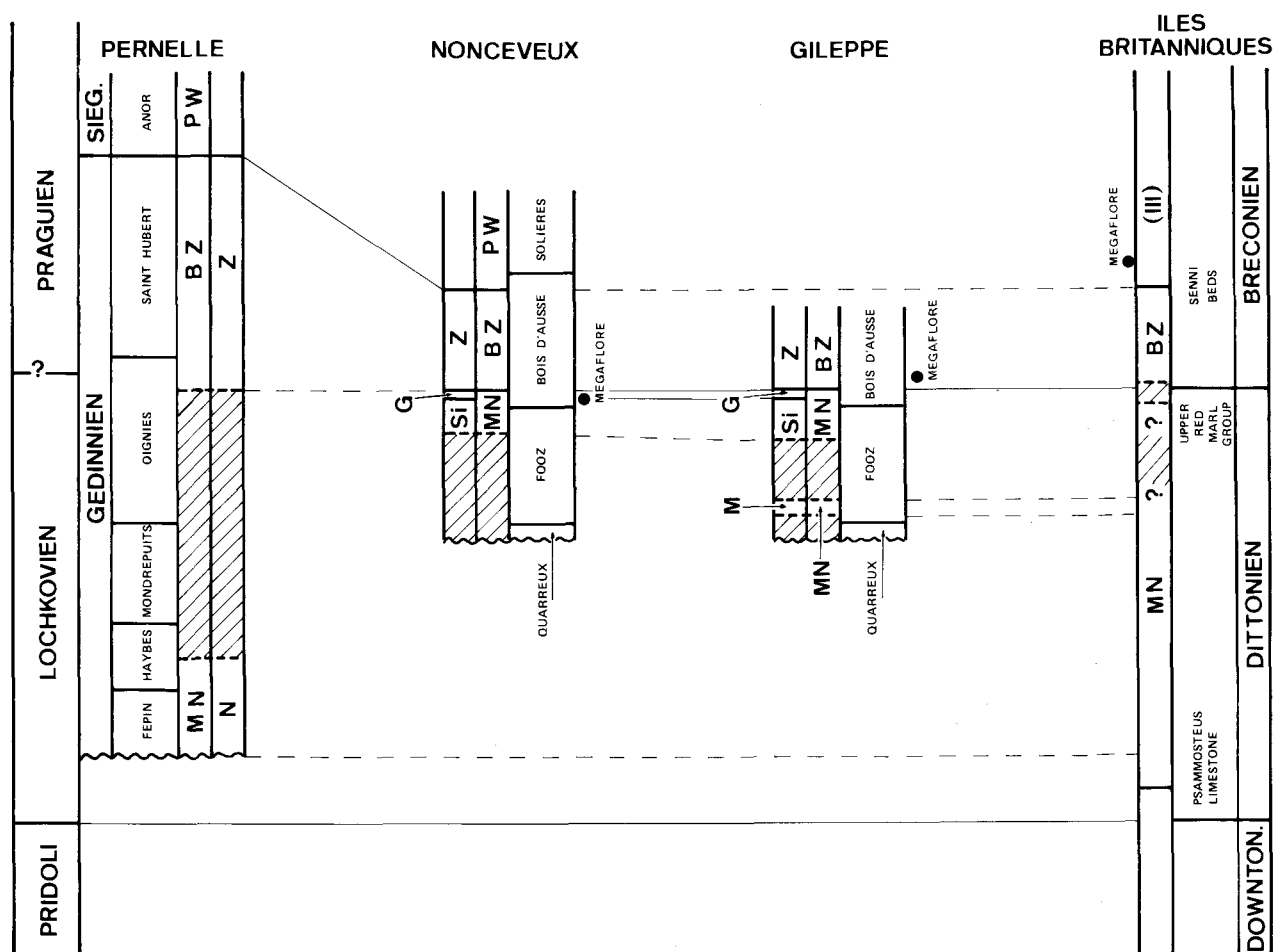 PERNELLE
NONCEVEUX
GILEPPE
ILES
BRITANNIQUES
PRAGUIEN
?
LOCHKOVIEN
PRIDOLI
SIEG.
GEDINNIEN
ANOR
SAINT HUBERT
OIGNIES
MONDREPUITS
HAYBES
FEPIN
PW
BZ
MN
Z
N
Z
G
Si
PW
BZ
MN
SOLIERES
BOIS D'AUSSE
FOOZ
QUARREUX
MEGAFLORE
Z
G
Si
M
BZ
MN
MN
BOIS D'AUSSE
FOOZ
QUARREUX
MEGAFLORE
MEGAFLORE
(III)
BZ
?
?
MN
SENNI
BEDS
UPPER
RED
MARL
GROUP
PSAMMOSTEUS
LIMESTONE
BRECONIEN
DITTONIEN
DOWNTON.